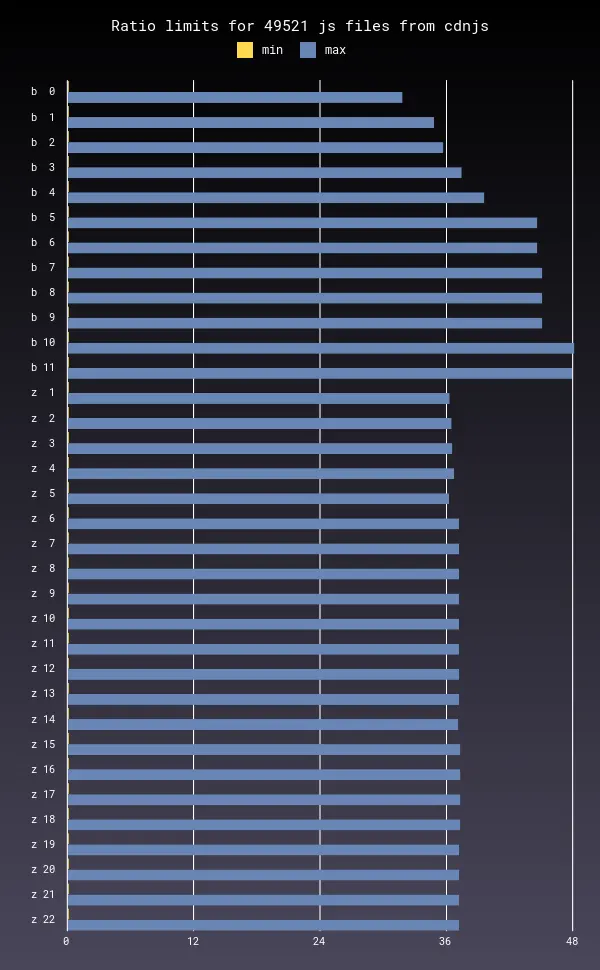 Ratio limits for 49521 js files from cdnjs
min max
b 0
b 1
b 2
b 3
b 4
b 5
b 6
b 7
b 8
b 9
b 10
b 11
z 1
z 2
z 3
z 4
z 5
z 6
z 7
z 8
z 9
z 10
z 11
z 12
z 13
z 14
z 15
z 16
z 17
z 18
z 19
z 20
z 21
z 22
0 12 24 36 48